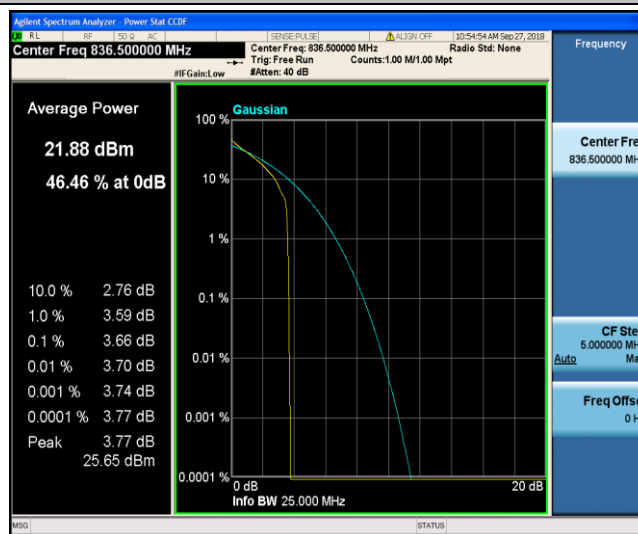 Agilent Spectrum Analyzer - Power Stat CCDF
RL RF 50 Ω AC SENSE:PULSE ALIGN OFF 10:54:54 AM Sep 27, 2018
Center Freq 836.500000 MHz
Center Freq: 836.500000 MHz Radio Std: None
Trig: Free Run Counts:1.00 M/1.00 Mpt
#IFGain:Low #Atten: 40 dB
Frequency
Average Power
21.88 dBm
46.46 % at 0dB
10.0 % 2.76 dB
1.0 % 3.59 dB
0.1 % 3.66 dB
0.01 % 3.70 dB
0.001 % 3.74 dB
0.0001 % 3.77 dB
Peak 3.77 dB
25.65 dBm
Gaussian
100 %
10 %
1 %
0.1 %
0.01 %
0.001 %
0.0001 %
0 dB 20 dB
Info BW 25.000 MHz
Center Fre
836.500000 MH
CF Ste
5.000000 MH
Auto Ma
Freq Offse
0 H
MSG STATUS